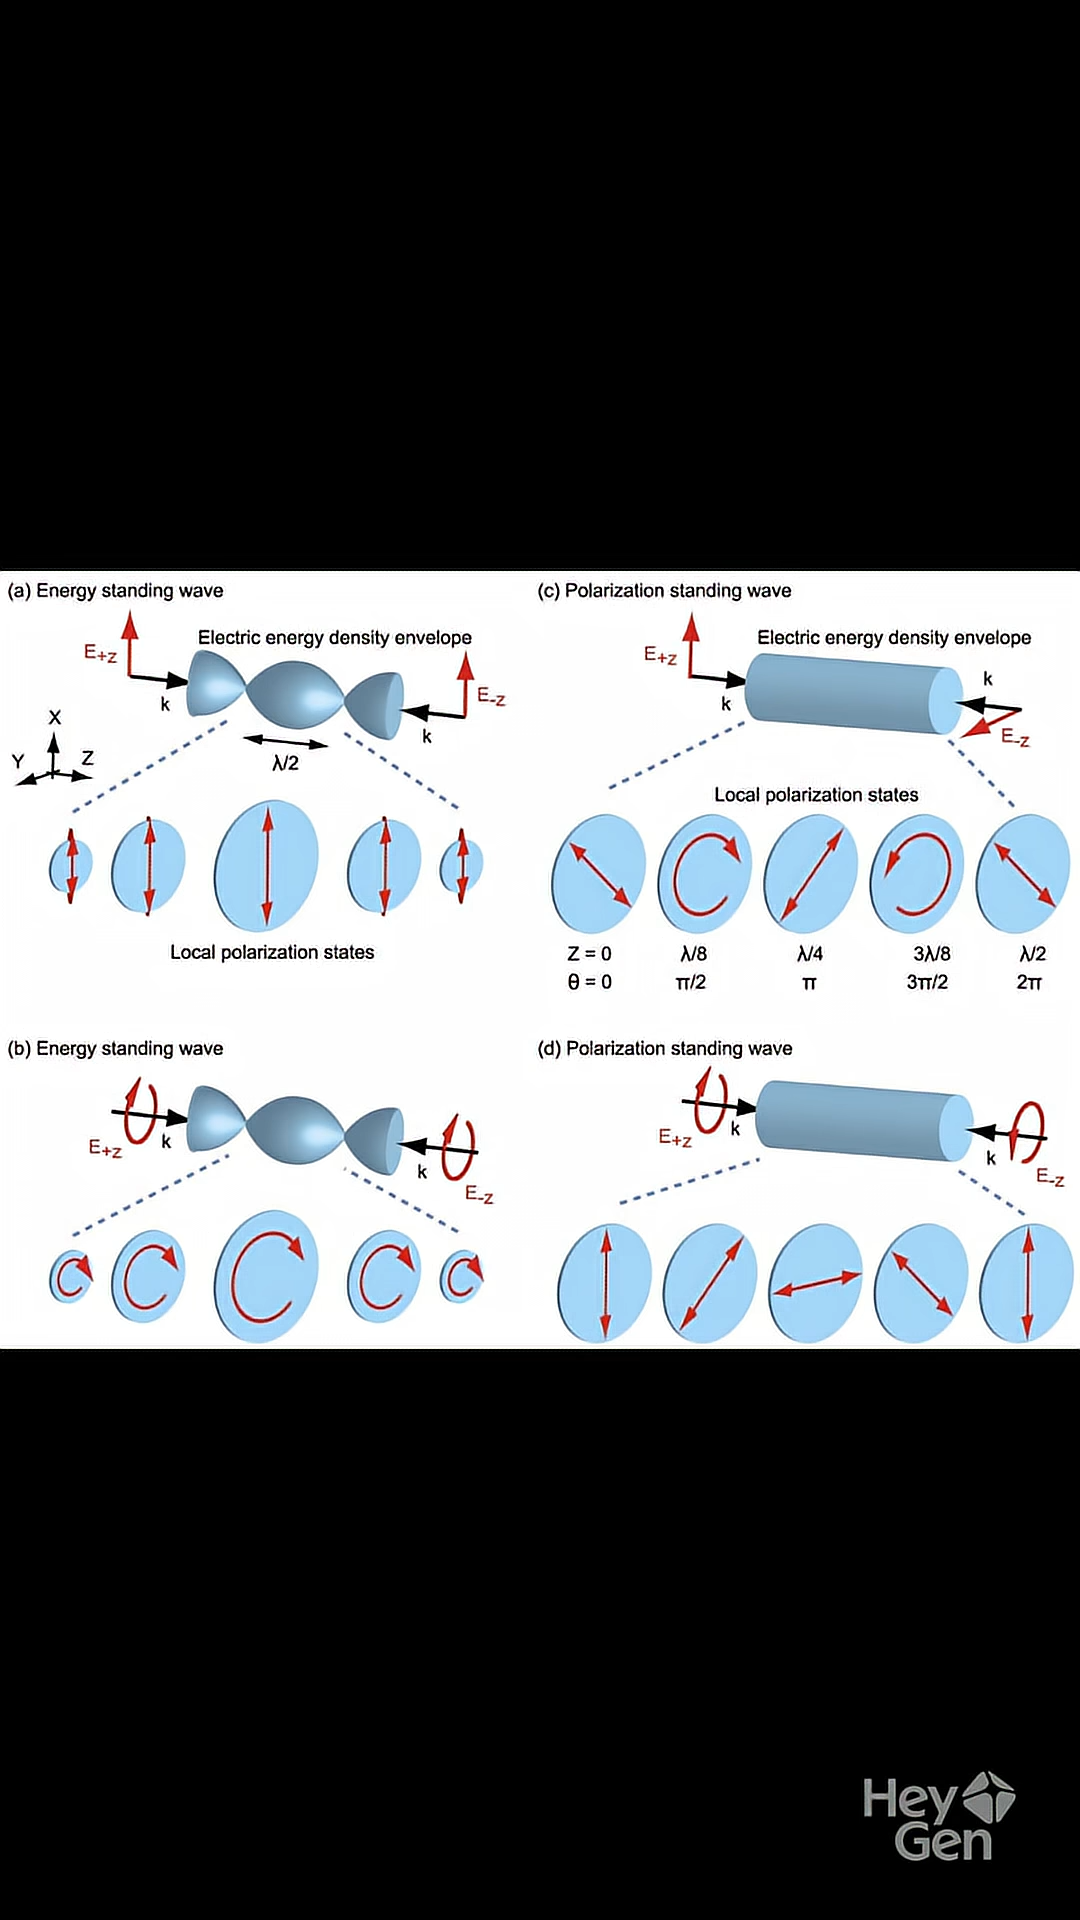 (a) Energy standing wave
Electric energy density envelope
E+z
k
E-z
k
X
Y
Z
λ/2
Local polarization states
(b) Energy standing wave
E+z
k
k
E-z
(c) Polarization standing wave
Electric energy density envelope
E+z
k
k
E-z
Local polarization states
Z = 0 λ/8 λ/4 3λ/8 λ/2
θ = 0 π/2 π 3π/2 2π
(d) Polarization standing wave
E+z
k
k
E-z
Hey
Gen